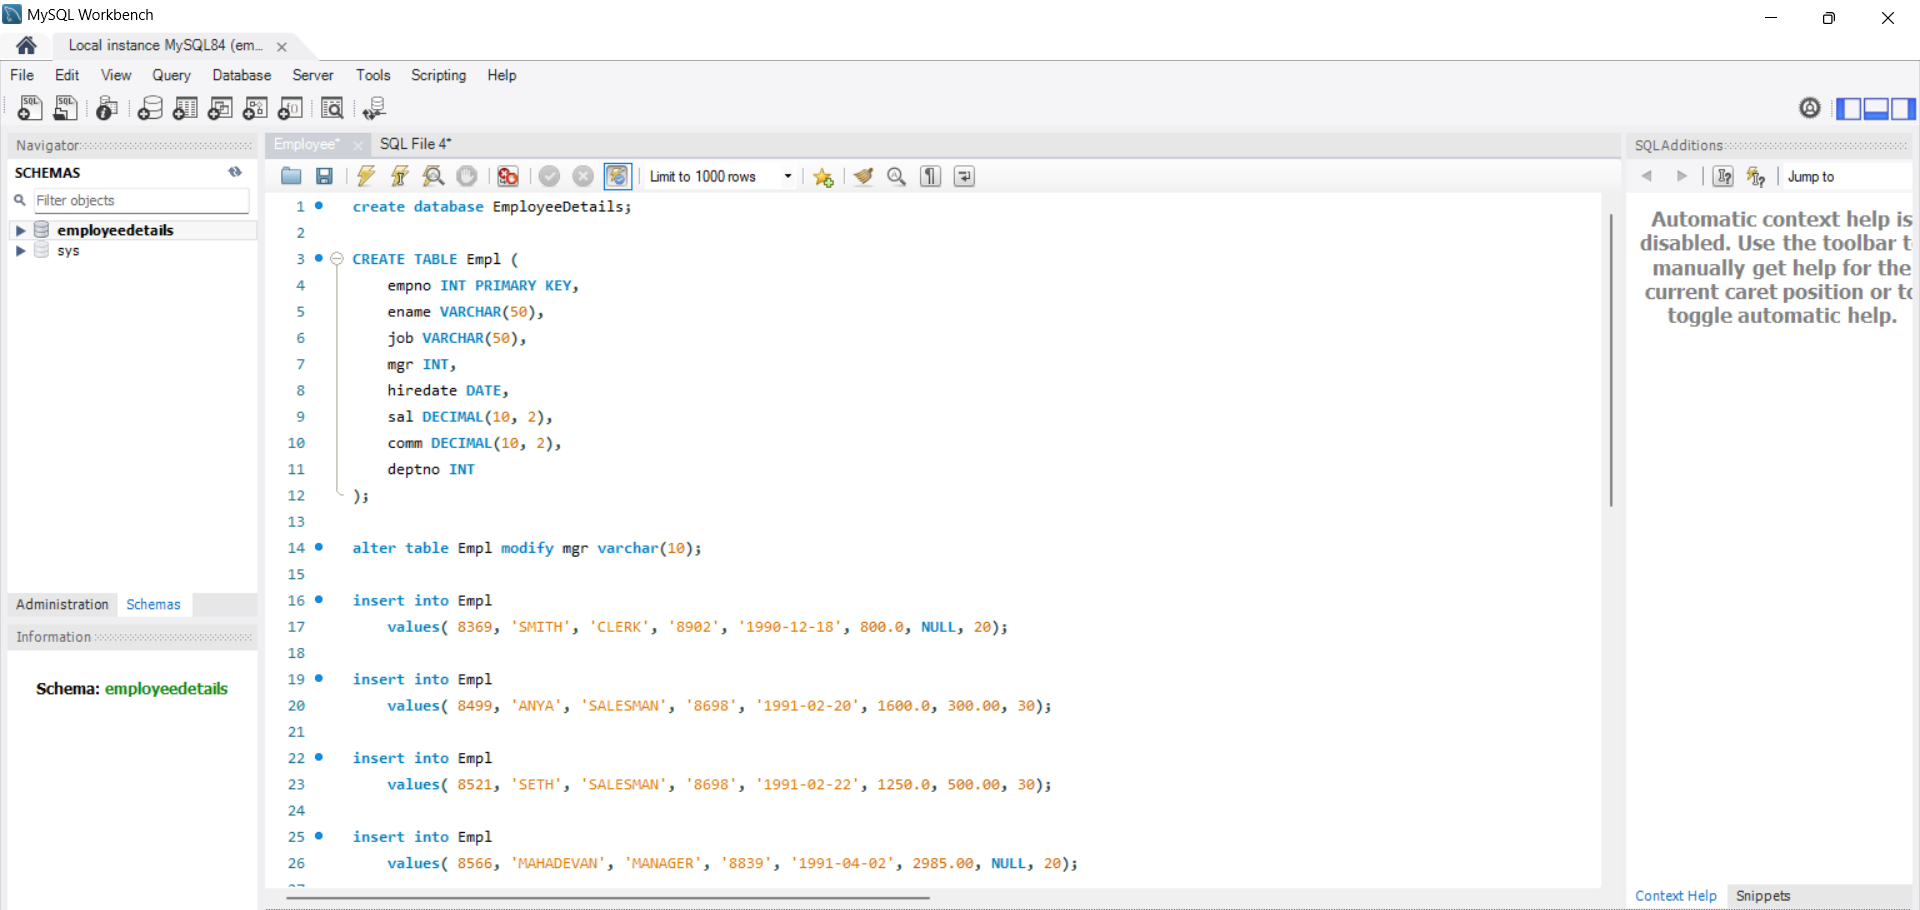 MySQL Workbench
Local instance MySQL84 (em...
File Edit View Query Database Server Tools Scripting Help
Navigator
SCHEMAS
Filter objects
employeedetails
sys
Administration Schemas
Information
Schema: employeedetails
Employee* SQL File 4*
Limit to 1000 rows
1 create database EmployeeDetails;
2
3 CREATE TABLE Empl (
4 empno INT PRIMARY KEY,
5 ename VARCHAR(50),
6 job VARCHAR(50),
7 mgr INT,
8 hiredate DATE,
9 sal DECIMAL(10, 2),
10 comm DECIMAL(10, 2),
11 deptno INT
12 );
13
14 alter table Empl modify mgr varchar(10);
15
16 insert into Empl
17 values( 8369, 'SMITH', 'CLERK', '8902', '1990-12-18', 800.0, NULL, 20);
18
19 insert into Empl
20 values( 8499, 'ANYA', 'SALESMAN', '8698', '1991-02-20', 1600.0, 300.00, 30);
21
22 insert into Empl
23 values( 8521, 'SETH', 'SALESMAN', '8698', '1991-02-22', 1250.0, 500.00, 30);
24
25 insert into Empl
26 values( 8566, 'MAHADEVAN', 'MANAGER', '8839', '1991-04-02', 2985.00, NULL, 20);
SQLAdditions
Jump to
Automatic context help is
disabled. Use the toolbar t
manually get help for the
current caret position or to
toggle automatic help.
Context Help Snippets